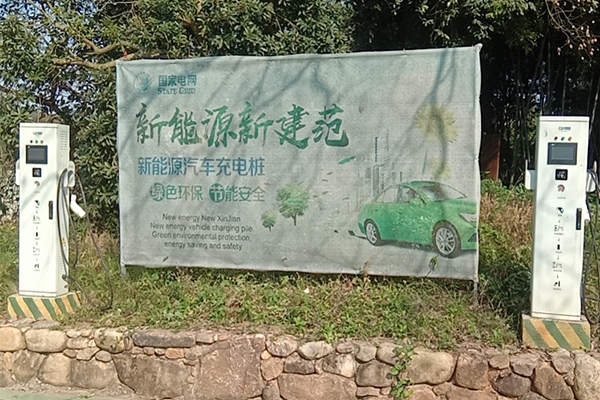 国家电网
STATE GRID
新能源新建范
新能源汽车充电桩
绿色环保 节能安全
New energy New XinJian
New energy vehicle charging pile
Green environmental protection,
energy saving and safety